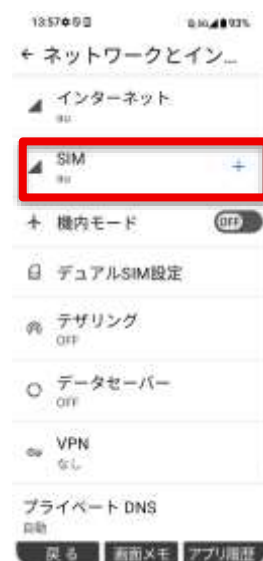 13:57
93%
← ネットワークとイン...
インターネット
au
SIM
au
+
機内モード
OFF
デュアルSIM設定
テザリング
OFF
データセーバー
OFF
VPN
なし
プライベート DNS
自動
戻る 画面メモ アプリ履歴